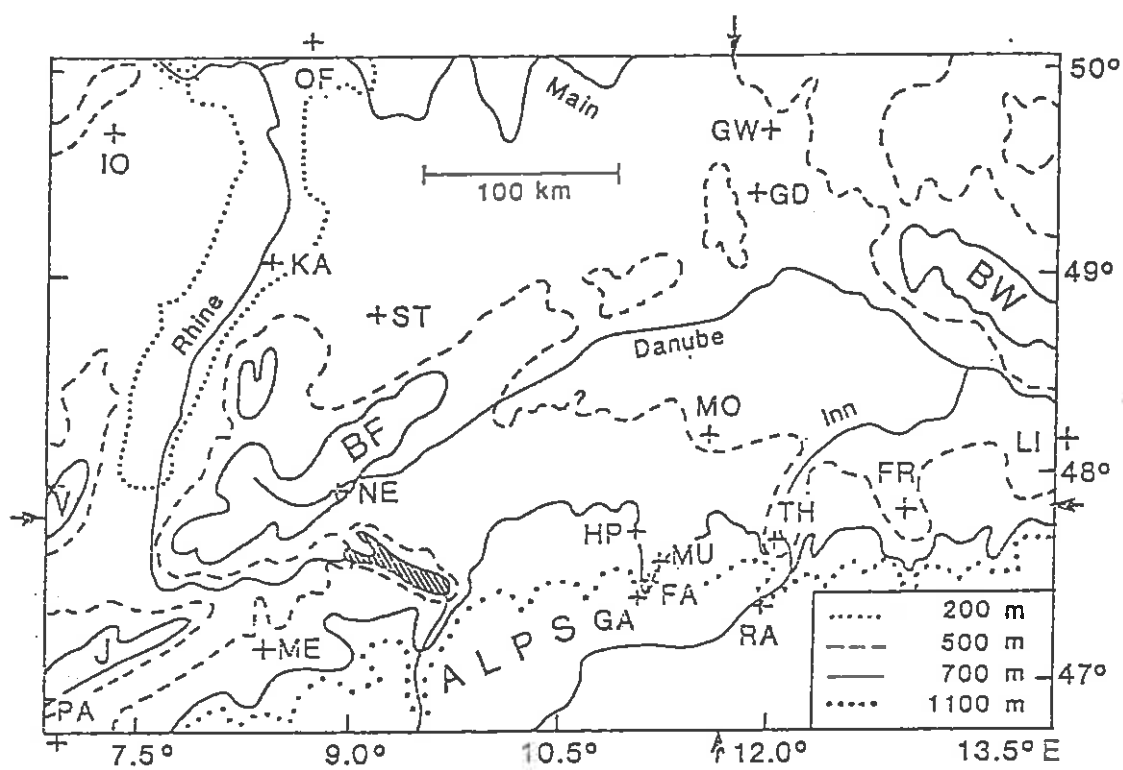 50°
OF
Main
GW
IO
100 km
GD
KA
49°
BW
Rhine
ST
Danube
?
MO
Inn
BF
LI
48°
V
NE
FR
TH
HP
MU
FA
ALPS
GA
RA
200 m
500 m
700 m
1100 m
J
ME
47°
PA
7.5°
9.0°
10.5°
12.0°
13.5° E